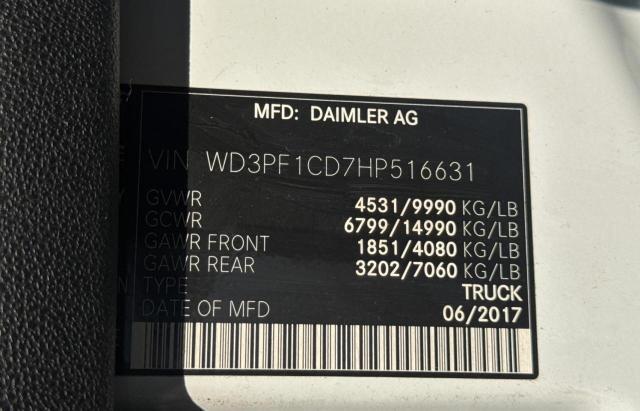 MFD: DAIMLER AG
VIN WD3PF1CD7HP516631
GVWR 4531/9990 KG/LB
GCWR 6799/14990 KG/LB
GAWR FRONT 1851/4080 KG/LB
GAWR REAR 3202/7060 KG/LB
TYPE TRUCK
DATE OF MFD 06/2017